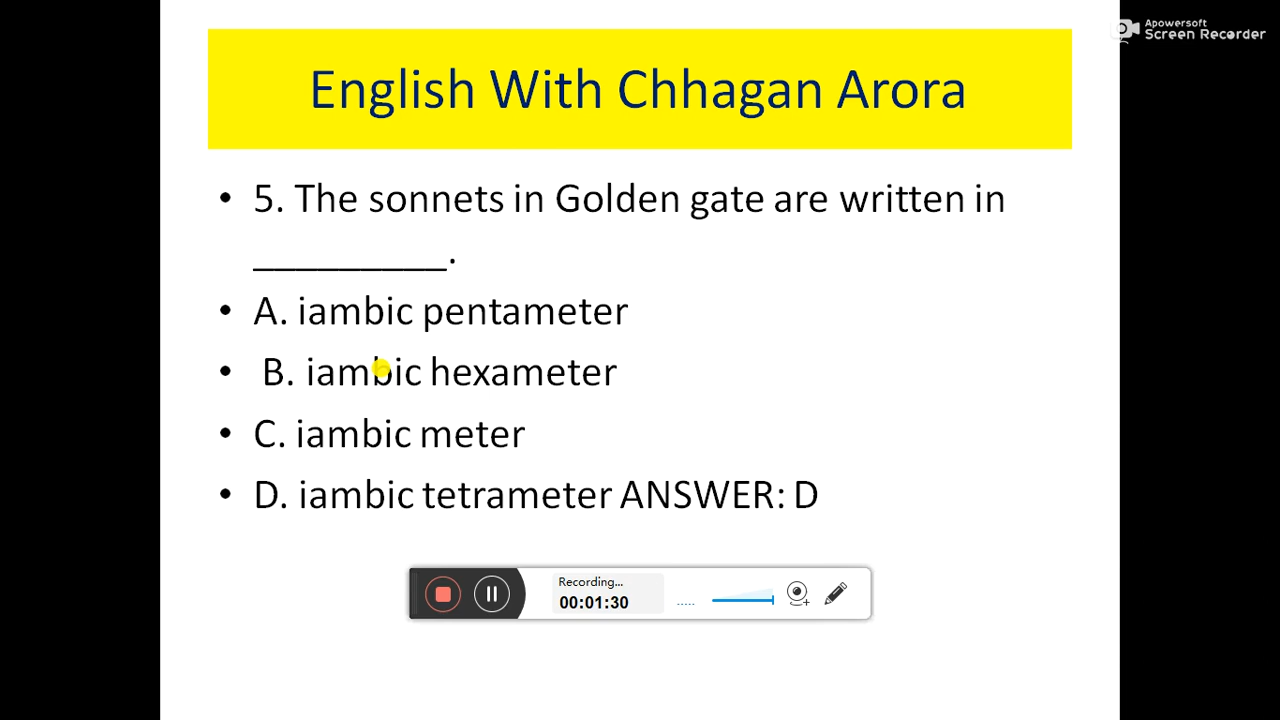 Apowersoft
Screen Recorder
English With Chhagan Arora
• 5. The sonnets in Golden gate are written in
_________.
• A. iambic pentameter
• B. iambic hexameter
• C. iambic meter
• D. iambic tetrameter ANSWER: D
Recording...
00:01:30